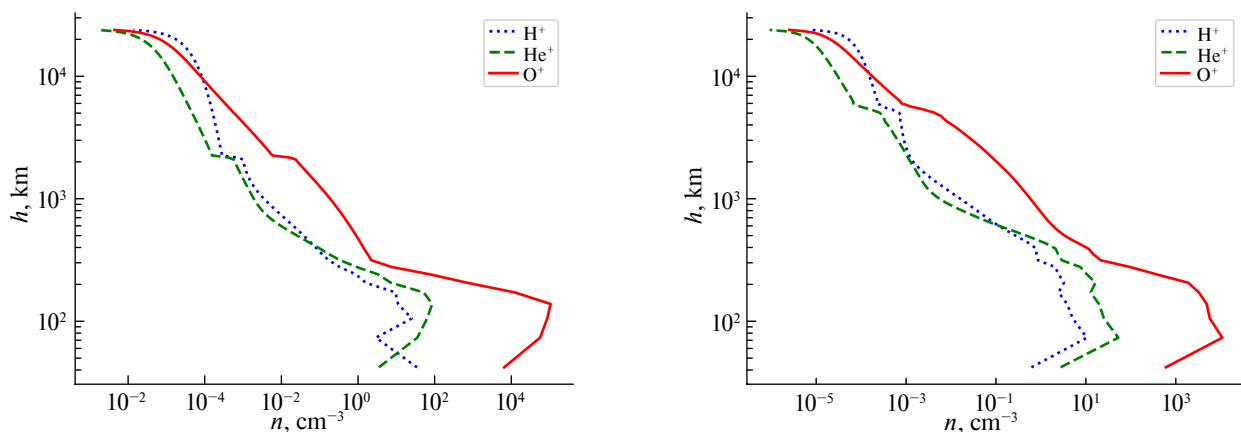 H⁺
He⁺
O⁺
10⁴
10³
10²
h, km
10⁻² 10⁻⁴ 10⁻² 10⁰ 10² 10⁴
n, cm⁻³
H⁺
He⁺
O⁺
10⁴
10³
10²
h, km
10⁻⁵ 10⁻³ 10⁻¹ 10¹ 10³
n, cm⁻³